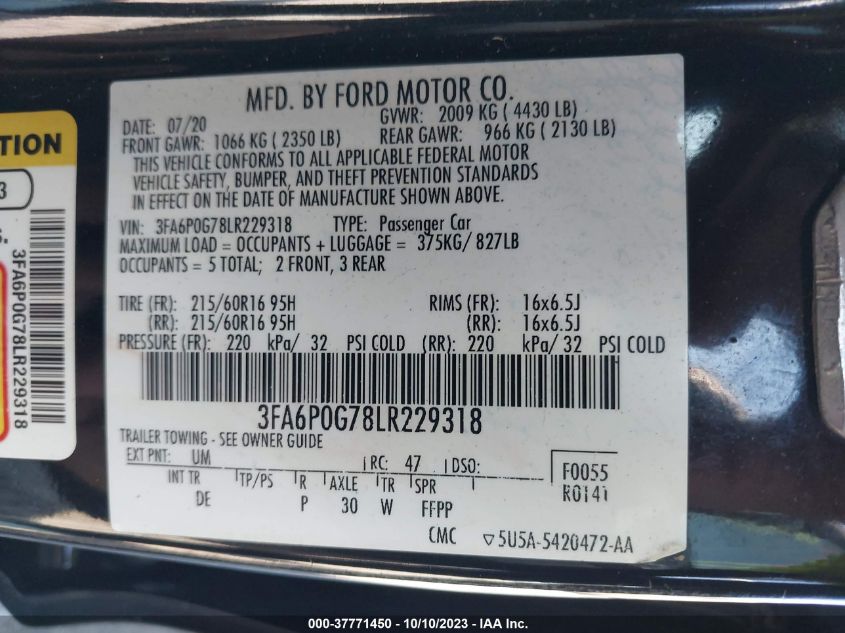 MFD. BY FORD MOTOR CO.
DATE: 07/20
GVWR: 2009 KG ( 4430 LB)
FRONT GAWR: 1066 KG ( 2350 LB)
REAR GAWR: 966 KG ( 2130 LB)
THIS VEHICLE CONFORMS TO ALL APPLICABLE FEDERAL MOTOR
VEHICLE SAFETY, BUMPER, AND THEFT PREVENTION STANDARDS
IN EFFECT ON THE DATE OF MANUFACTURE SHOWN ABOVE.
VIN: 3FA6P0G78LR229318 TYPE: Passenger Car
MAXIMUM LOAD = OCCUPANTS + LUGGAGE = 375KG/ 827LB
OCCUPANTS = 5 TOTAL; 2 FRONT, 3 REAR
TIRE (FR): 215/60R16 95H RIMS (FR): 16x6.5J
(RR): 215/60R16 95H (RR): 16x6.5J
PRESSURE (FR): 220 kPa/ 32 PSI COLD (RR): 220 kPa/ 32 PSI COLD
3FA6P0G78LR229318
TRAILER TOWING - SEE OWNER GUIDE
EXT PNT: UM RC: 47 DSO: F0055
INT TR TP/PS R AXLE TR SPR R0141
DE P 30 W FFPP
CMC ▽5U5A-5420472-AA
TION
3
S.
3FA6P0G78LR229318
000-37771450 - 10/10/2023 - IAA Inc.